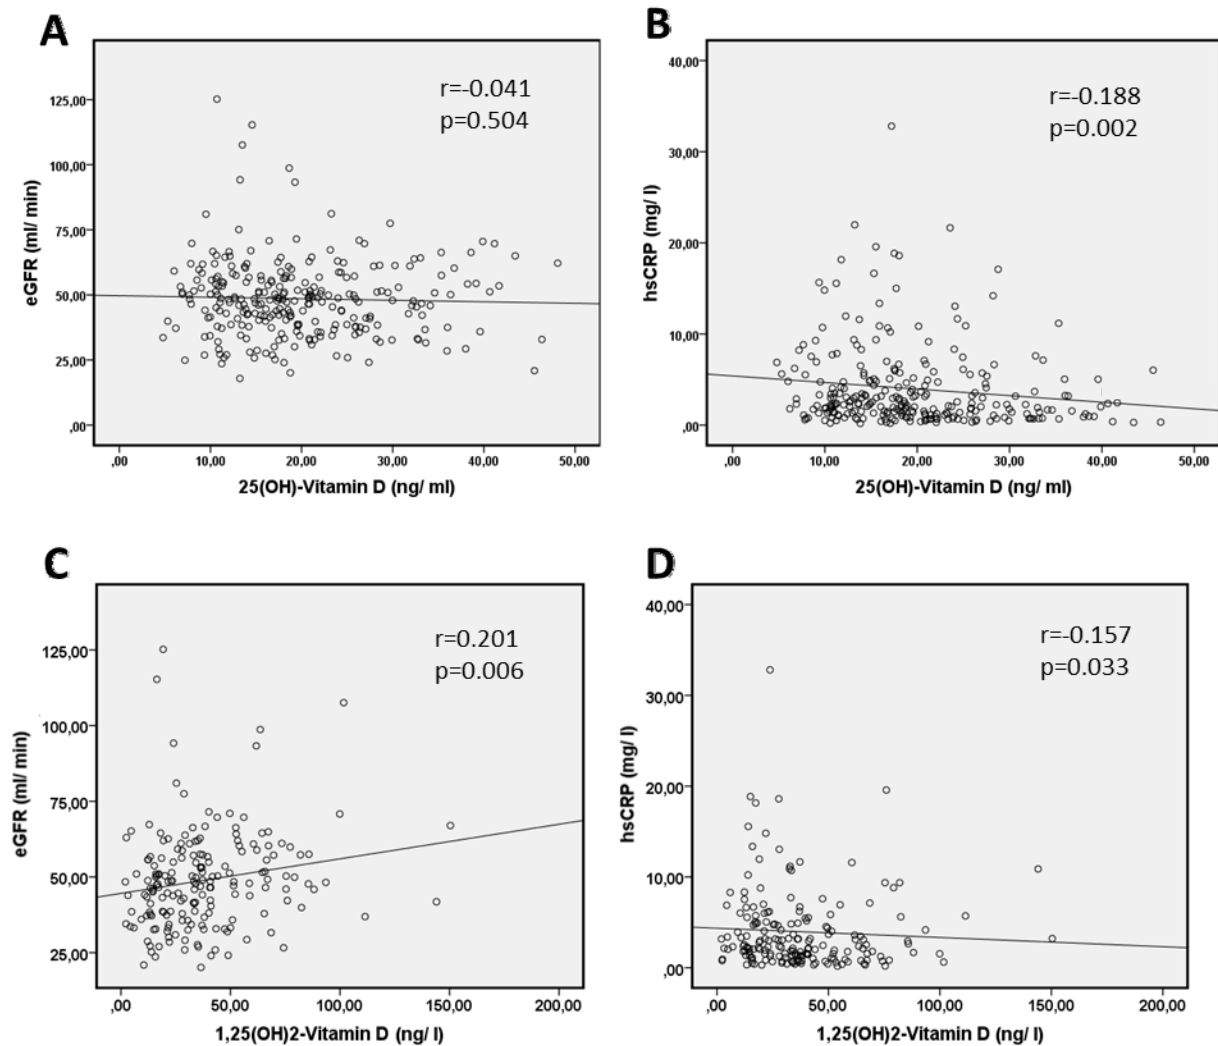 A
r=-0.041
p=0.504
125,00
100,00
75,00
50,00
25,00
,00
eGFR (ml/ min)
,00 10,00 20,00 30,00 40,00 50,00
25(OH)-Vitamin D (ng/ ml)
B
r=-0.188
p=0.002
40,00
30,00
20,00
10,00
,00
hsCRP (mg/ l)
,00 10,00 20,00 30,00 40,00 50,00
25(OH)-Vitamin D (ng/ ml)
C
r=0.201
p=0.006
125,00
100,00
75,00
50,00
25,00
eGFR (ml/ min)
,00 50,00 100,00 150,00 200,00
1,25(OH)2-Vitamin D (ng/ l)
D
r=-0.157
p=0.033
40,00
30,00
20,00
10,00
,00
hsCRP (mg/ l)
,00 50,00 100,00 150,00 200,00
1,25(OH)2-Vitamin D (ng/ l)